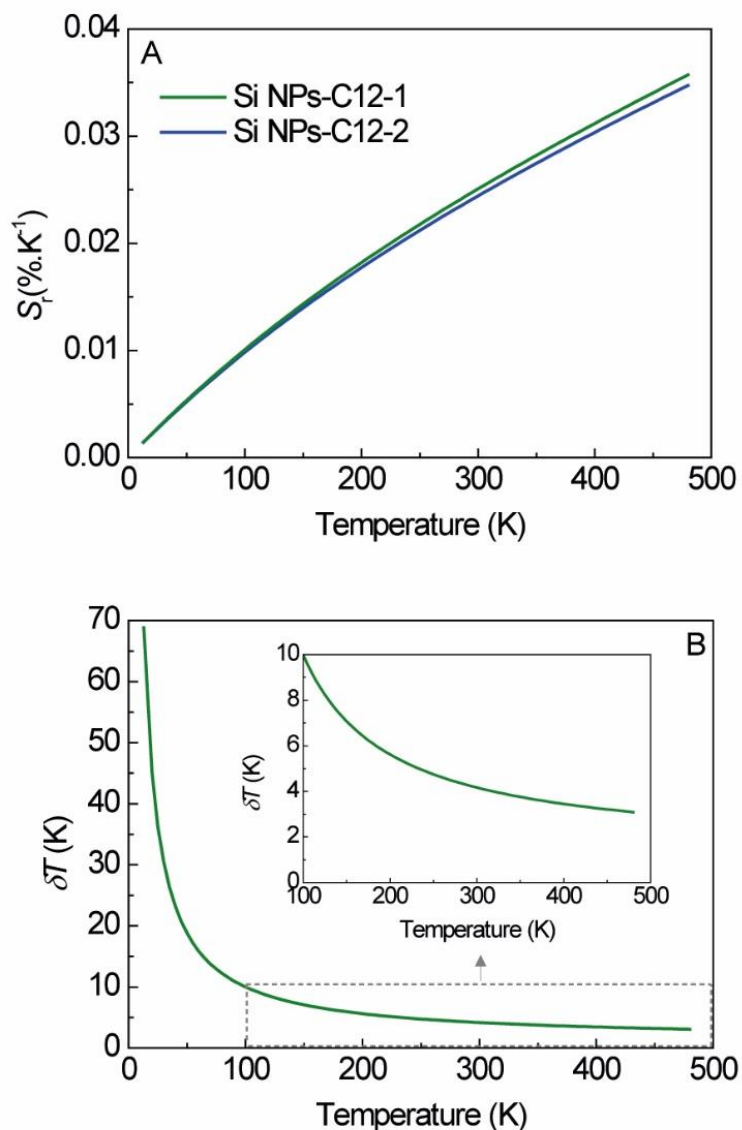 A
Si NPs-C12-1
Si NPs-C12-2
0.04
0.03
0.02
0.01
0.00
Sᵣ(%.K⁻¹)
0 100 200 300 400 500
Temperature (K)
B
70
60
50
40
30
20
10
0
δT (K)
10
8
6
4
2
0
δT (K)
100 200 300 400 500
Temperature (K)
0 100 200 300 400 500
Temperature (K)